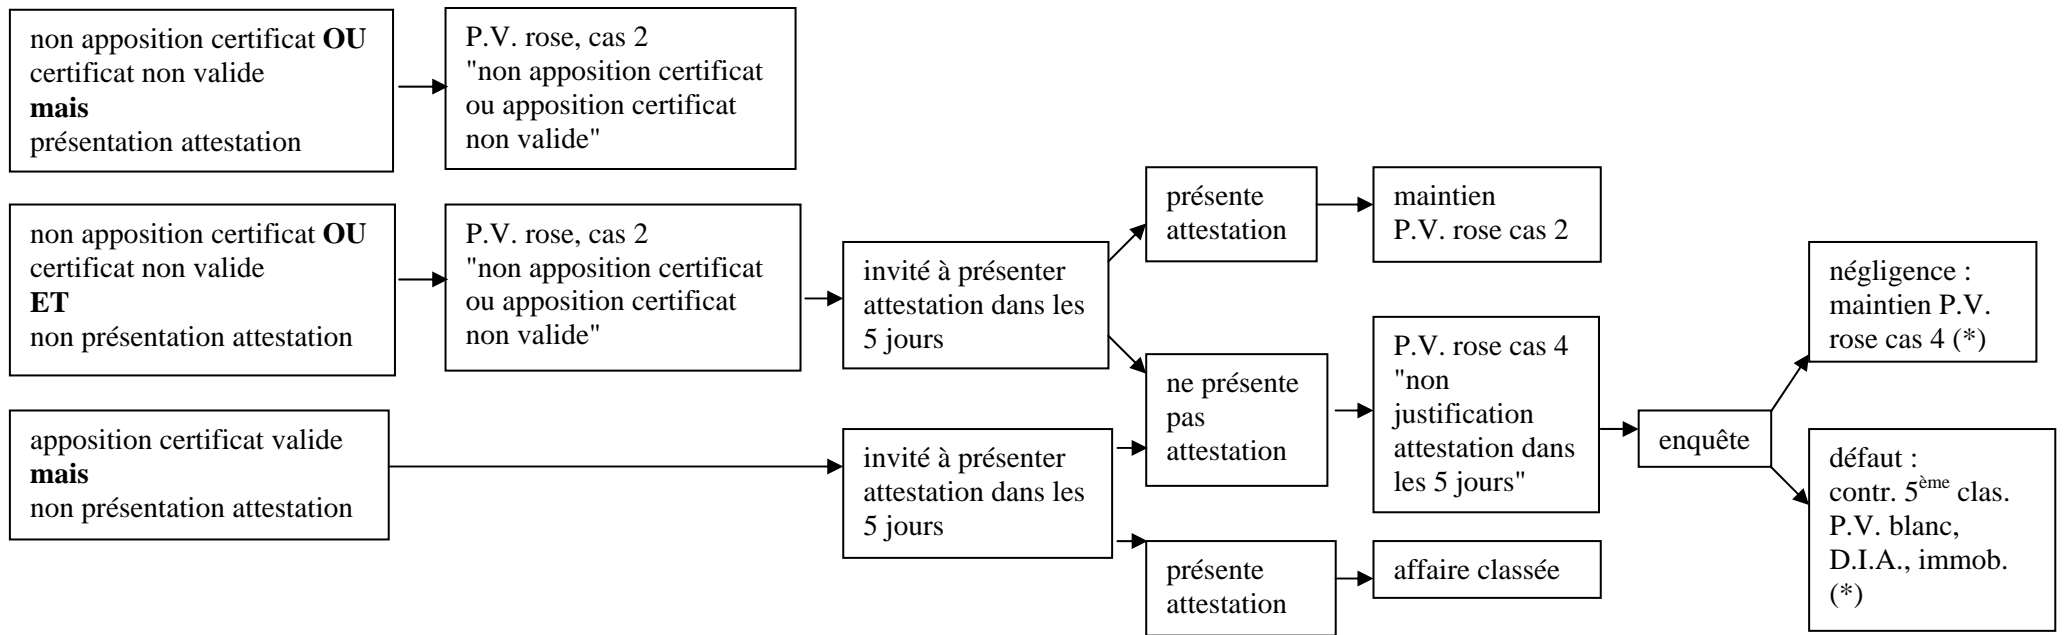 non apposition certificat OU
certificat non valide
mais
présentation attestation
P.V. rose, cas 2
"non apposition certificat
ou apposition certificat
non valide"
non apposition certificat OU
certificat non valide
ET
non présentation attestation
P.V. rose, cas 2
"non apposition certificat
ou apposition certificat
non valide"
invité à présenter
attestation dans les
5 jours
présente
attestation
maintien
P.V. rose cas 2
ne présente
pas
attestation
P.V. rose cas 4
"non
justification
attestation dans
les 5 jours"
enquête
négligence :
maintien P.V.
rose cas 4 (*)
défaut :
contr. 5ème clas.
P.V. blanc,
D.I.A., immob.
(*)
apposition certificat valide
mais
non présentation attestation
invité à présenter
attestation dans les
5 jours
présente
attestation
affaire classée